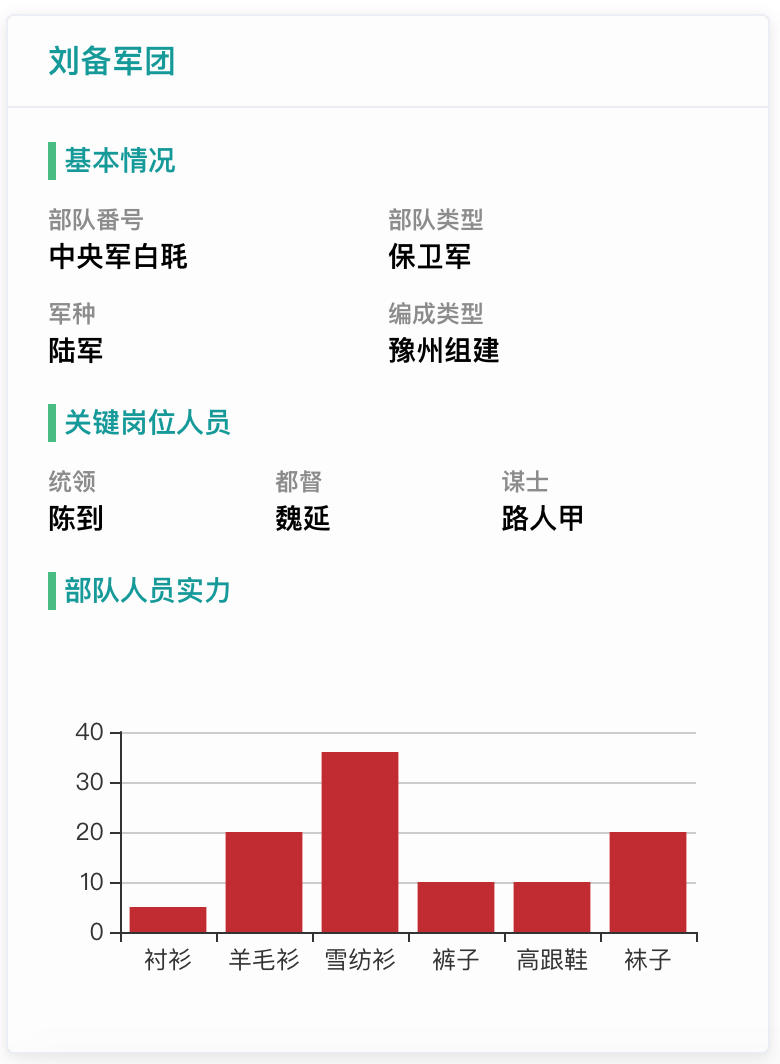 刘备军团
基本情况
部队番号 部队类型
中央军白毦 保卫军
军种 编成类型
陆军 豫州组建
关键岗位人员
统领 都督 谋士
陈到 魏延 路人甲
部队人员实力
40
30
20
10
0
衬衫 羊毛衫 雪纺衫 裤子 高跟鞋 袜子